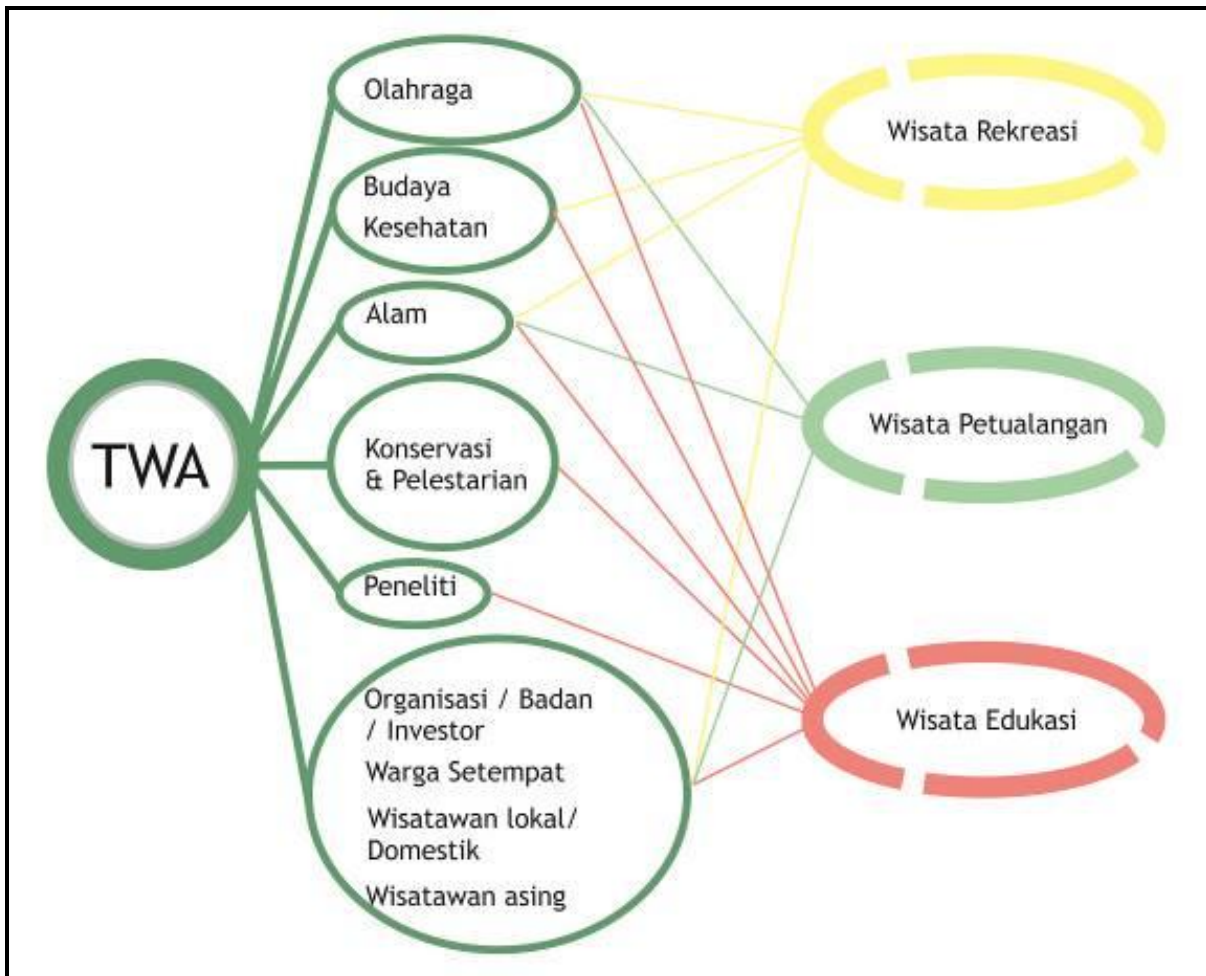 TWA
Olahraga
Budaya
Kesehatan
Alam
Konservasi
& Pelestarian
Peneliti
Organisasi / Badan
/ Investor
Warga Setempat
Wisatawan lokal/
Domestik
Wisatawan asing
Wisata Rekreasi
Wisata Petualangan
Wisata Edukasi